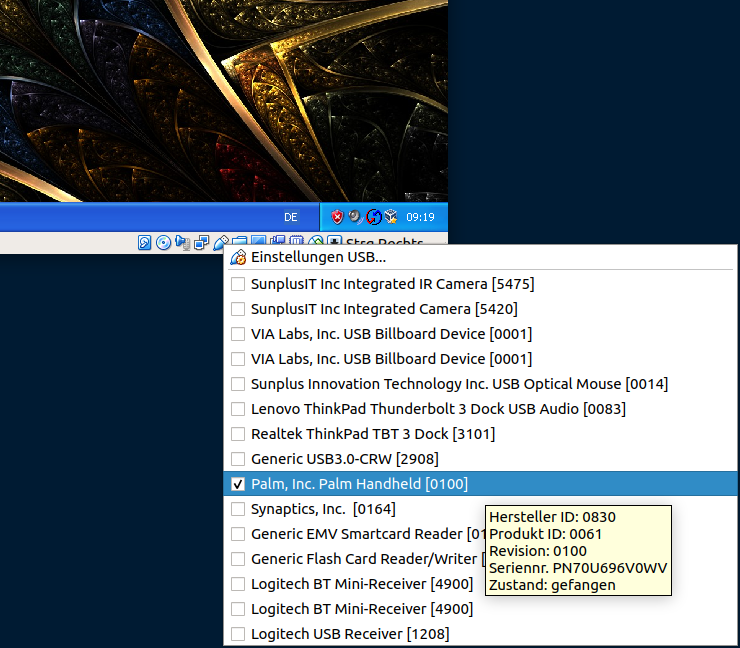 DE
09:19
Strg Rechts
Einstellungen USB...
SunplusIT Inc Integrated IR Camera [5475]
SunplusIT Inc Integrated Camera [5420]
VIA Labs, Inc. USB Billboard Device [0001]
VIA Labs, Inc. USB Billboard Device [0001]
Sunplus Innovation Technology Inc. USB Optical Mouse [0014]
Lenovo ThinkPad Thunderbolt 3 Dock USB Audio [0083]
Realtek ThinkPad TBT 3 Dock [3101]
Generic USB3.0-CRW [2908]
Palm, Inc. Palm Handheld [0100]
Synaptics, Inc. [0164]
Generic EMV Smartcard Reader [01
Generic Flash Card Reader/Writer [
Logitech BT Mini-Receiver [4900]
Logitech BT Mini-Receiver [4900]
Logitech USB Receiver [1208]
Hersteller ID: 0830
Produkt ID: 0061
Revision: 0100
Seriennr. PN70U696V0WV
Zustand: gefangen